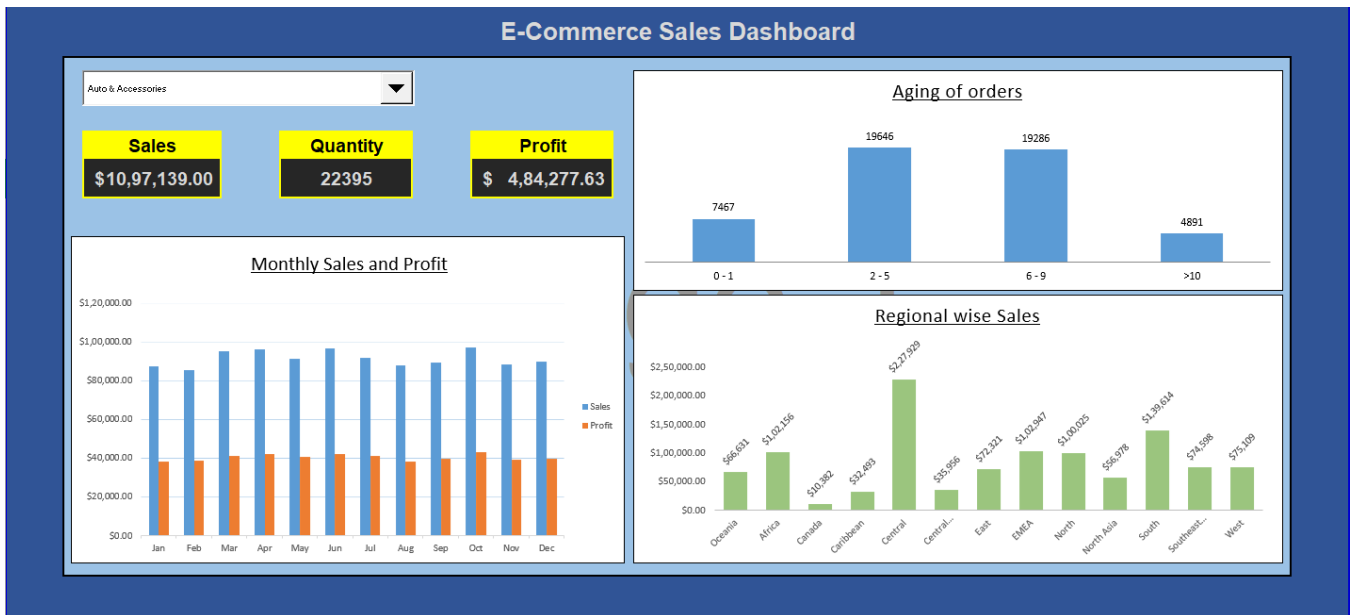 E-Commerce Sales Dashboard
Auto & Accessories
Sales
$10,97,139.00
Quantity
22395
Profit
$ 4,84,277.63
Monthly Sales and Profit
$1,20,000.00
$1,00,000.00
$80,000.00
$60,000.00
$40,000.00
$20,000.00
$0.00
Jan Feb Mar Apr May Jun Jul Aug Sep Oct Nov Dec
Sales
Profit
Aging of orders
7467 19646 19286 4891
0 - 1 2 - 5 6 - 9 >10
Regional wise Sales
$2,50,000.00
$2,00,000.00
$1,50,000.00
$1,00,000.00
$50,000.00
$0.00
$66,631 $1,02,156 $10,382 $32,493 $2,27,929 $35,956 $72,321 $1,02,947 $1,00,025 $56,978 $1,39,614 $74,598 $75,109
Oceania Africa Canada Caribbean Central Central... East EMEA North North Asia South Southeast... West